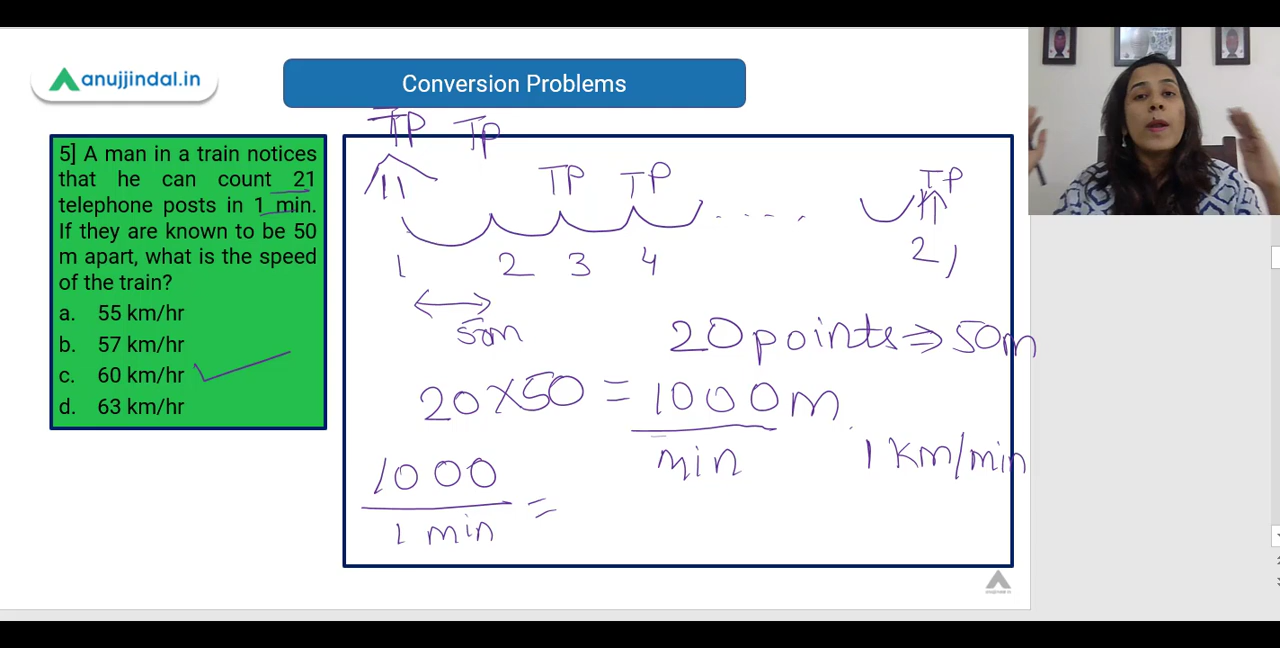 anujjindal.in
Conversion Problems
5] A man in a train notices
that he can count 21
telephone posts in 1 min.
If they are known to be 50
m apart, what is the speed
of the train?
a. 55 km/hr
b. 57 km/hr
c. 60 km/hr
d. 63 km/hr
TP TP
TP TP TP
1 2 3 4 21
50m
20 points ⇒ 50m
20 × 50 = 1000 m
min
1 km/min
1000
1 min =